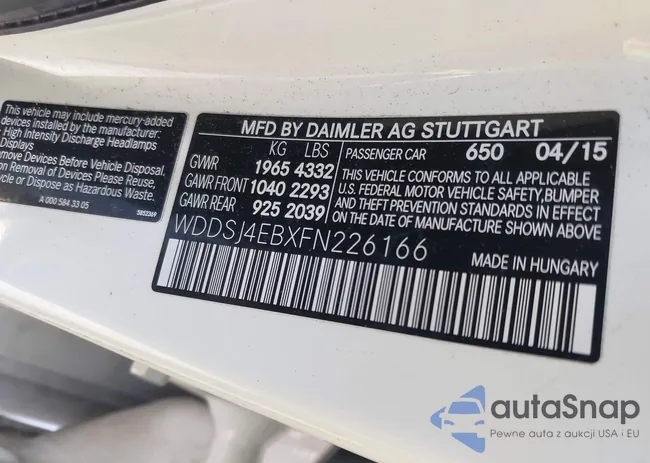 This vehicle may include mercury-added
devices installed by the manufacturer:
High Intensity Discharge Headlamps
Displays
Remove Devices Before Vehicle Disposal,
on Removal of Devices Please Reuse,
cycle or Dispose as Hazardous Waste.
A 000 584 33 05
5852369
MFD BY DAIMLER AG STUTTGART
KG LBS
GVWR 1965 4332
GAWR FRONT 1040 2293
GAWR REAR 925 2039
PASSENGER CAR 650 04/15
THIS VEHICLE CONFORMS TO ALL APPLICABLE
U.S. FEDERAL MOTOR VEHICLE SAFETY,BUMPER
AND THEFT PREVENTION STANDARDS IN EFFECT
ON THE DATE OF MANUFACTURE SHOWN ABOVE
WDDSJ4EBXFN226166
MADE IN HUNGARY
autaSnap
Pewne auta z aukcji USA i EU